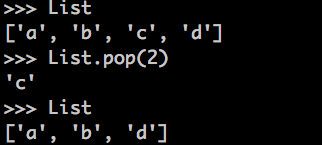 >>> List
['a', 'b', 'c', 'd']
>>> List.pop(2)
'c'
>>> List
['a', 'b', 'd']